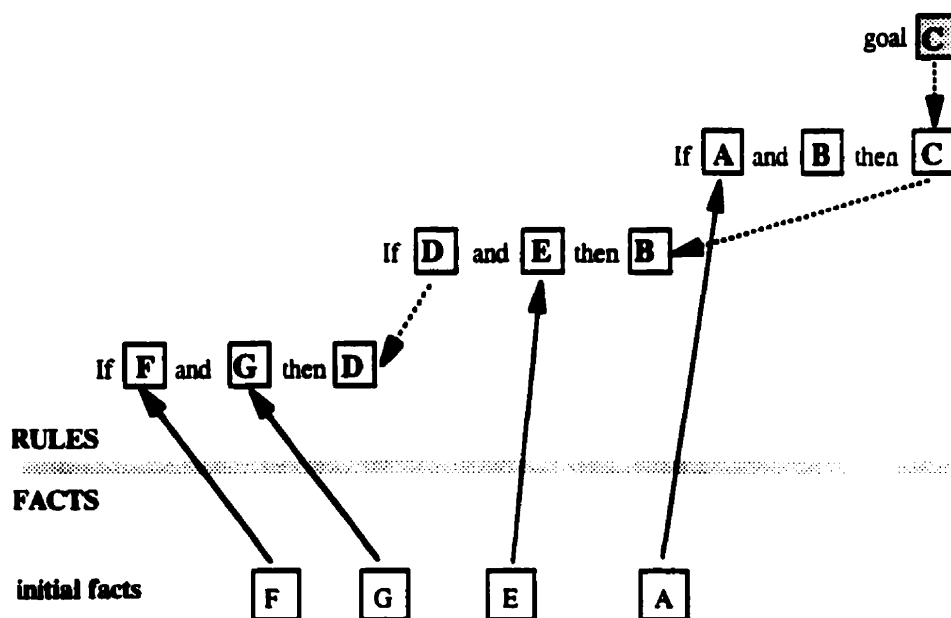 goal C
If A and B then C
If D and E then B
If F and G then D
RULES
FACTS
initial facts F G E A